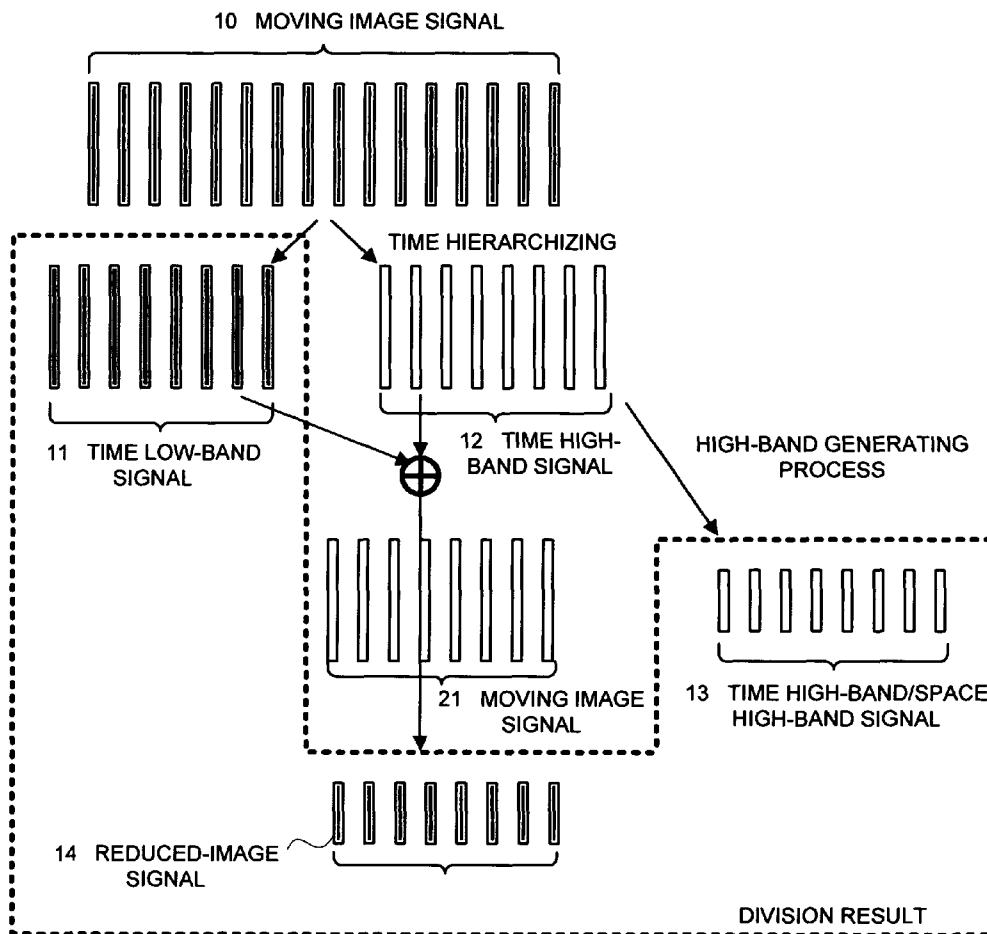 10 MOVING IMAGE SIGNAL
TIME HIERARCHIZING
11 TIME LOW-BAND
SIGNAL
12 TIME HIGH-
BAND SIGNAL
HIGH-BAND GENERATING
PROCESS
21 MOVING IMAGE
SIGNAL
13 TIME HIGH-BAND/SPACE
HIGH-BAND SIGNAL
14 REDUCED-IMAGE
SIGNAL
DIVISION RESULT